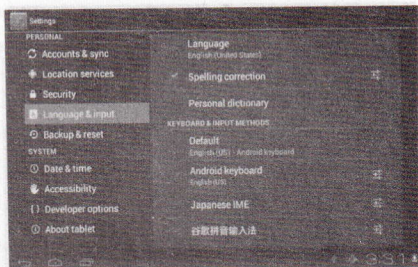 Settings
PERSONAL
Accounts & sync
Location services
Security
Language & input
Backup & reset
SYSTEM
Date & time
Accessibility
{ } Developer options
About tablet
Language
English (United States)
Spelling correction
Personal dictionary
KEYBOARD & INPUT METHODS
Default
English (US) - Android keyboard
Android keyboard
English (US)
Japanese IME
谷歌拼音输入法
3:31